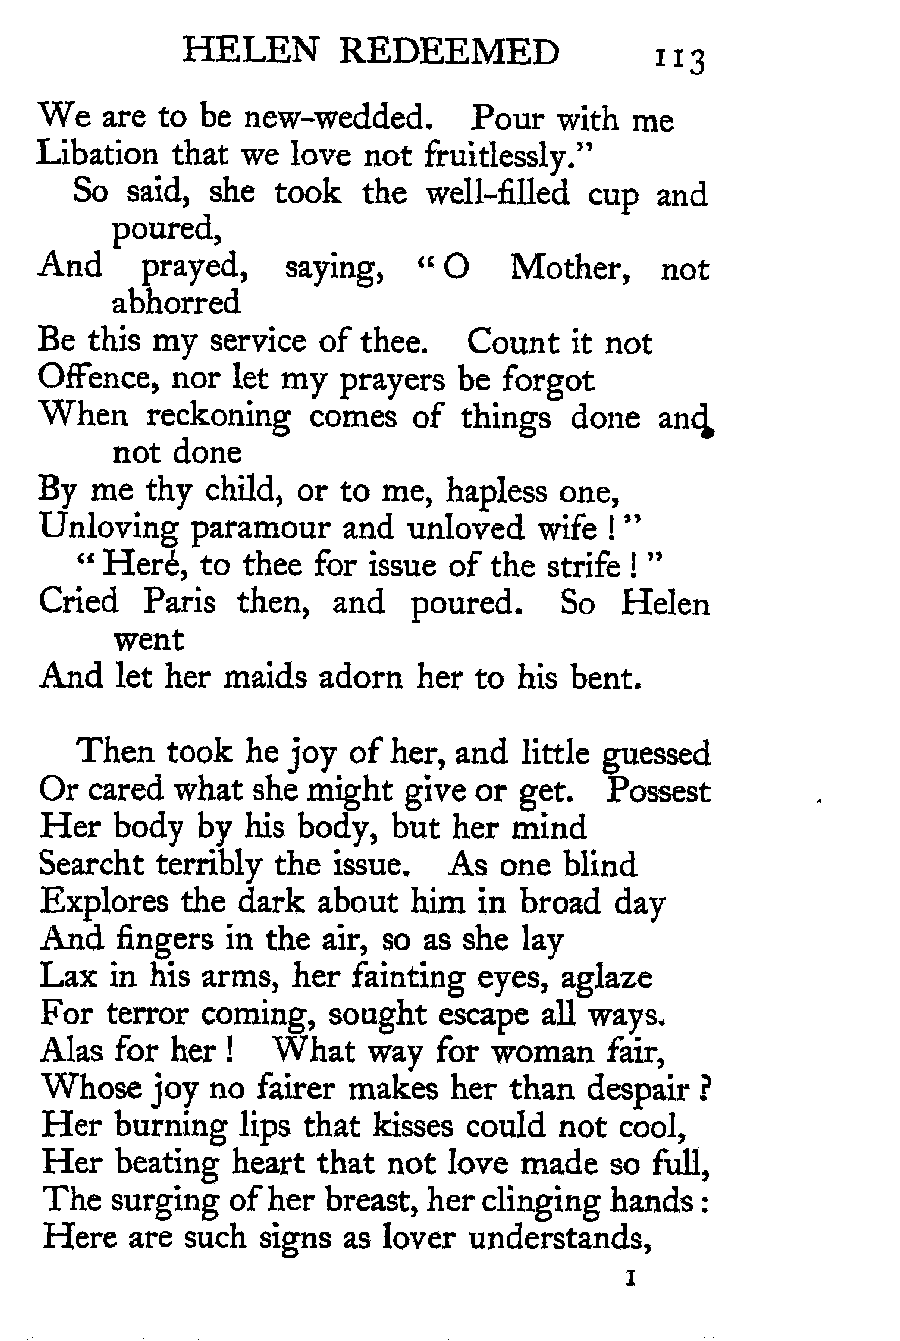 HELEN REDEEMED 113
We are to be new-wedded. Pour with me
Libation that we love not fruitlessly.”
So said, she took the well-filled cup and
poured,
And prayed, saying, “ O Mother, not
abhorred
Be this my service of thee. Count it not
Offence, nor let my prayers be forgot
When reckoning comes of things done and
not done
By me thy child, or to me, hapless one,
Unloving paramour and unloved wife ! ”
“ Heré, to thee for issue of the strife ! ”
Cried Paris then, and poured. So Helen
went
And let her maids adorn her to his bent.
Then took he joy of her, and little guessed
Or cared what she might give or get. Possest
Her body by his body, but her mind
Searcht terribly the issue. As one blind
Explores the dark about him in broad day
And fingers in the air, so as she lay
Lax in his arms, her fainting eyes, aglaze
For terror coming, sought escape all ways.
Alas for her ! What way for woman fair,
Whose joy no fairer makes her than despair ?
Her burning lips that kisses could not cool,
Her beating heart that not love made so full,
The surging of her breast, her clinging hands :
Here are such signs as lover understands,
I